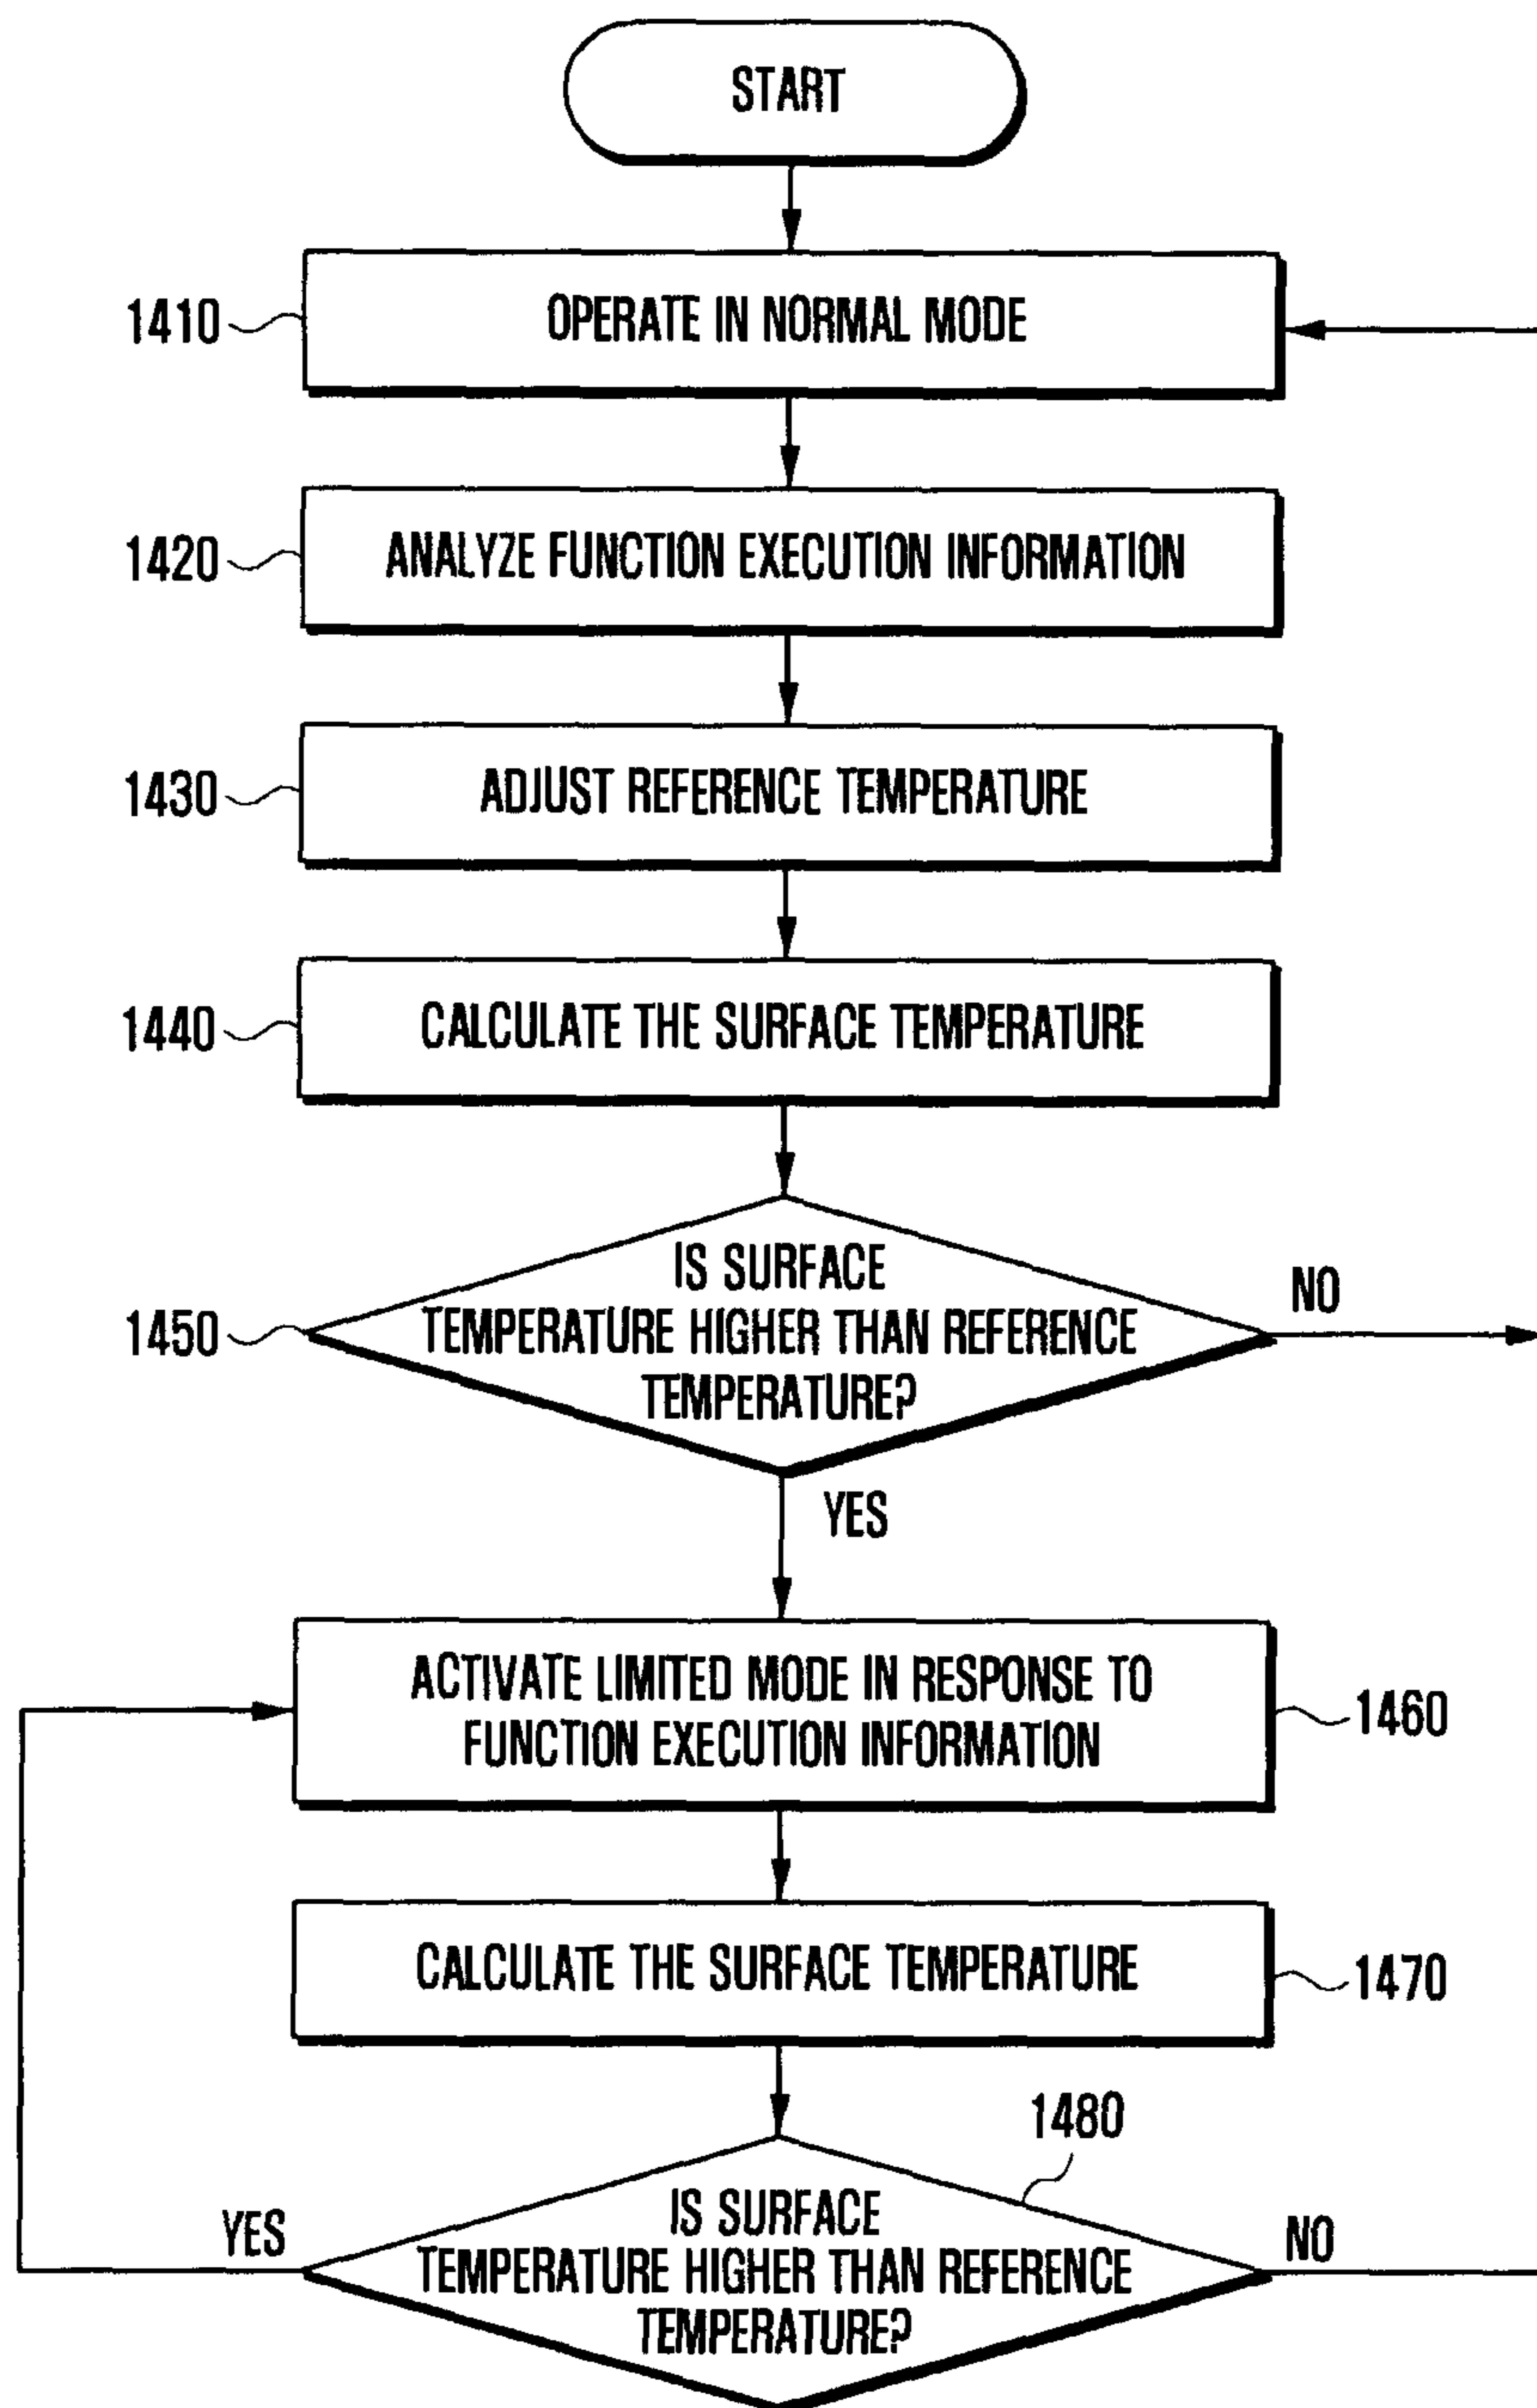 START
1410
OPERATE IN NORMAL MODE
1420
ANALYZE FUNCTION EXECUTION INFORMATION
1430
ADJUST REFERENCE TEMPERATURE
1440
CALCULATE THE SURFACE TEMPERATURE
1450
IS SURFACE
TEMPERATURE HIGHER THAN REFERENCE
TEMPERATURE?
NO
YES
ACTIVATE LIMITED MODE IN RESPONSE TO
FUNCTION EXECUTION INFORMATION
1460
CALCULATE THE SURFACE TEMPERATURE
1470
1480
YES
IS SURFACE
TEMPERATURE HIGHER THAN REFERENCE
TEMPERATURE?
NO